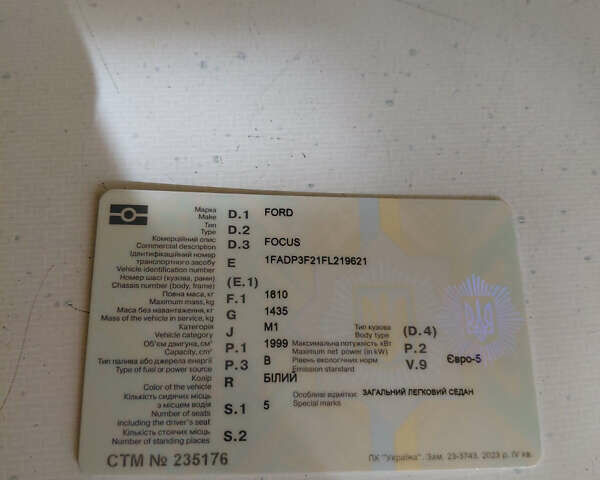 Марка D.1 FORD
Make
Тип D.2
Type
Комерційний опис D.3 FOCUS
Commercial description
Ідентифікаційний номер
транспортного засобу E 1FADP3F21FL219621
Vehicle identification number
Номер шасі (кузова, рами) (E.1)
Chassis number (body, frame)
Повна маса, кг F.1 1810
Maximum mass, kg
Маса без навантаження, кг G 1435
Mass of the vehicle in service, kg
Категорія J M1 Тип кузова (D.4)
Vehicle category Body type
Об'єм двигуна, см³ P.1 1999 Максимальна потужність кВт P.2
Capacity, cm³ Maximum net power (in kW)
Тип палива або джерела енергії P.3 B Рівень екологічних норм V.9 Євро-5
Type of fuel or power source Emission standard
Колір R БІЛИЙ
Color of the vehicle
Особливі відмітки ЗАГАЛЬНИЙ ЛЕГКОВИЙ СЕДАН
Special marks
Кількість сидячих місць
з місцем водія S.1 5
Number of seats
including the driver's seat
Кількість стоячих місць S.2
Number of standing places
СТМ № 235176
ПК "Україна". Зам. 23-3743. 2023 р. IV кв.